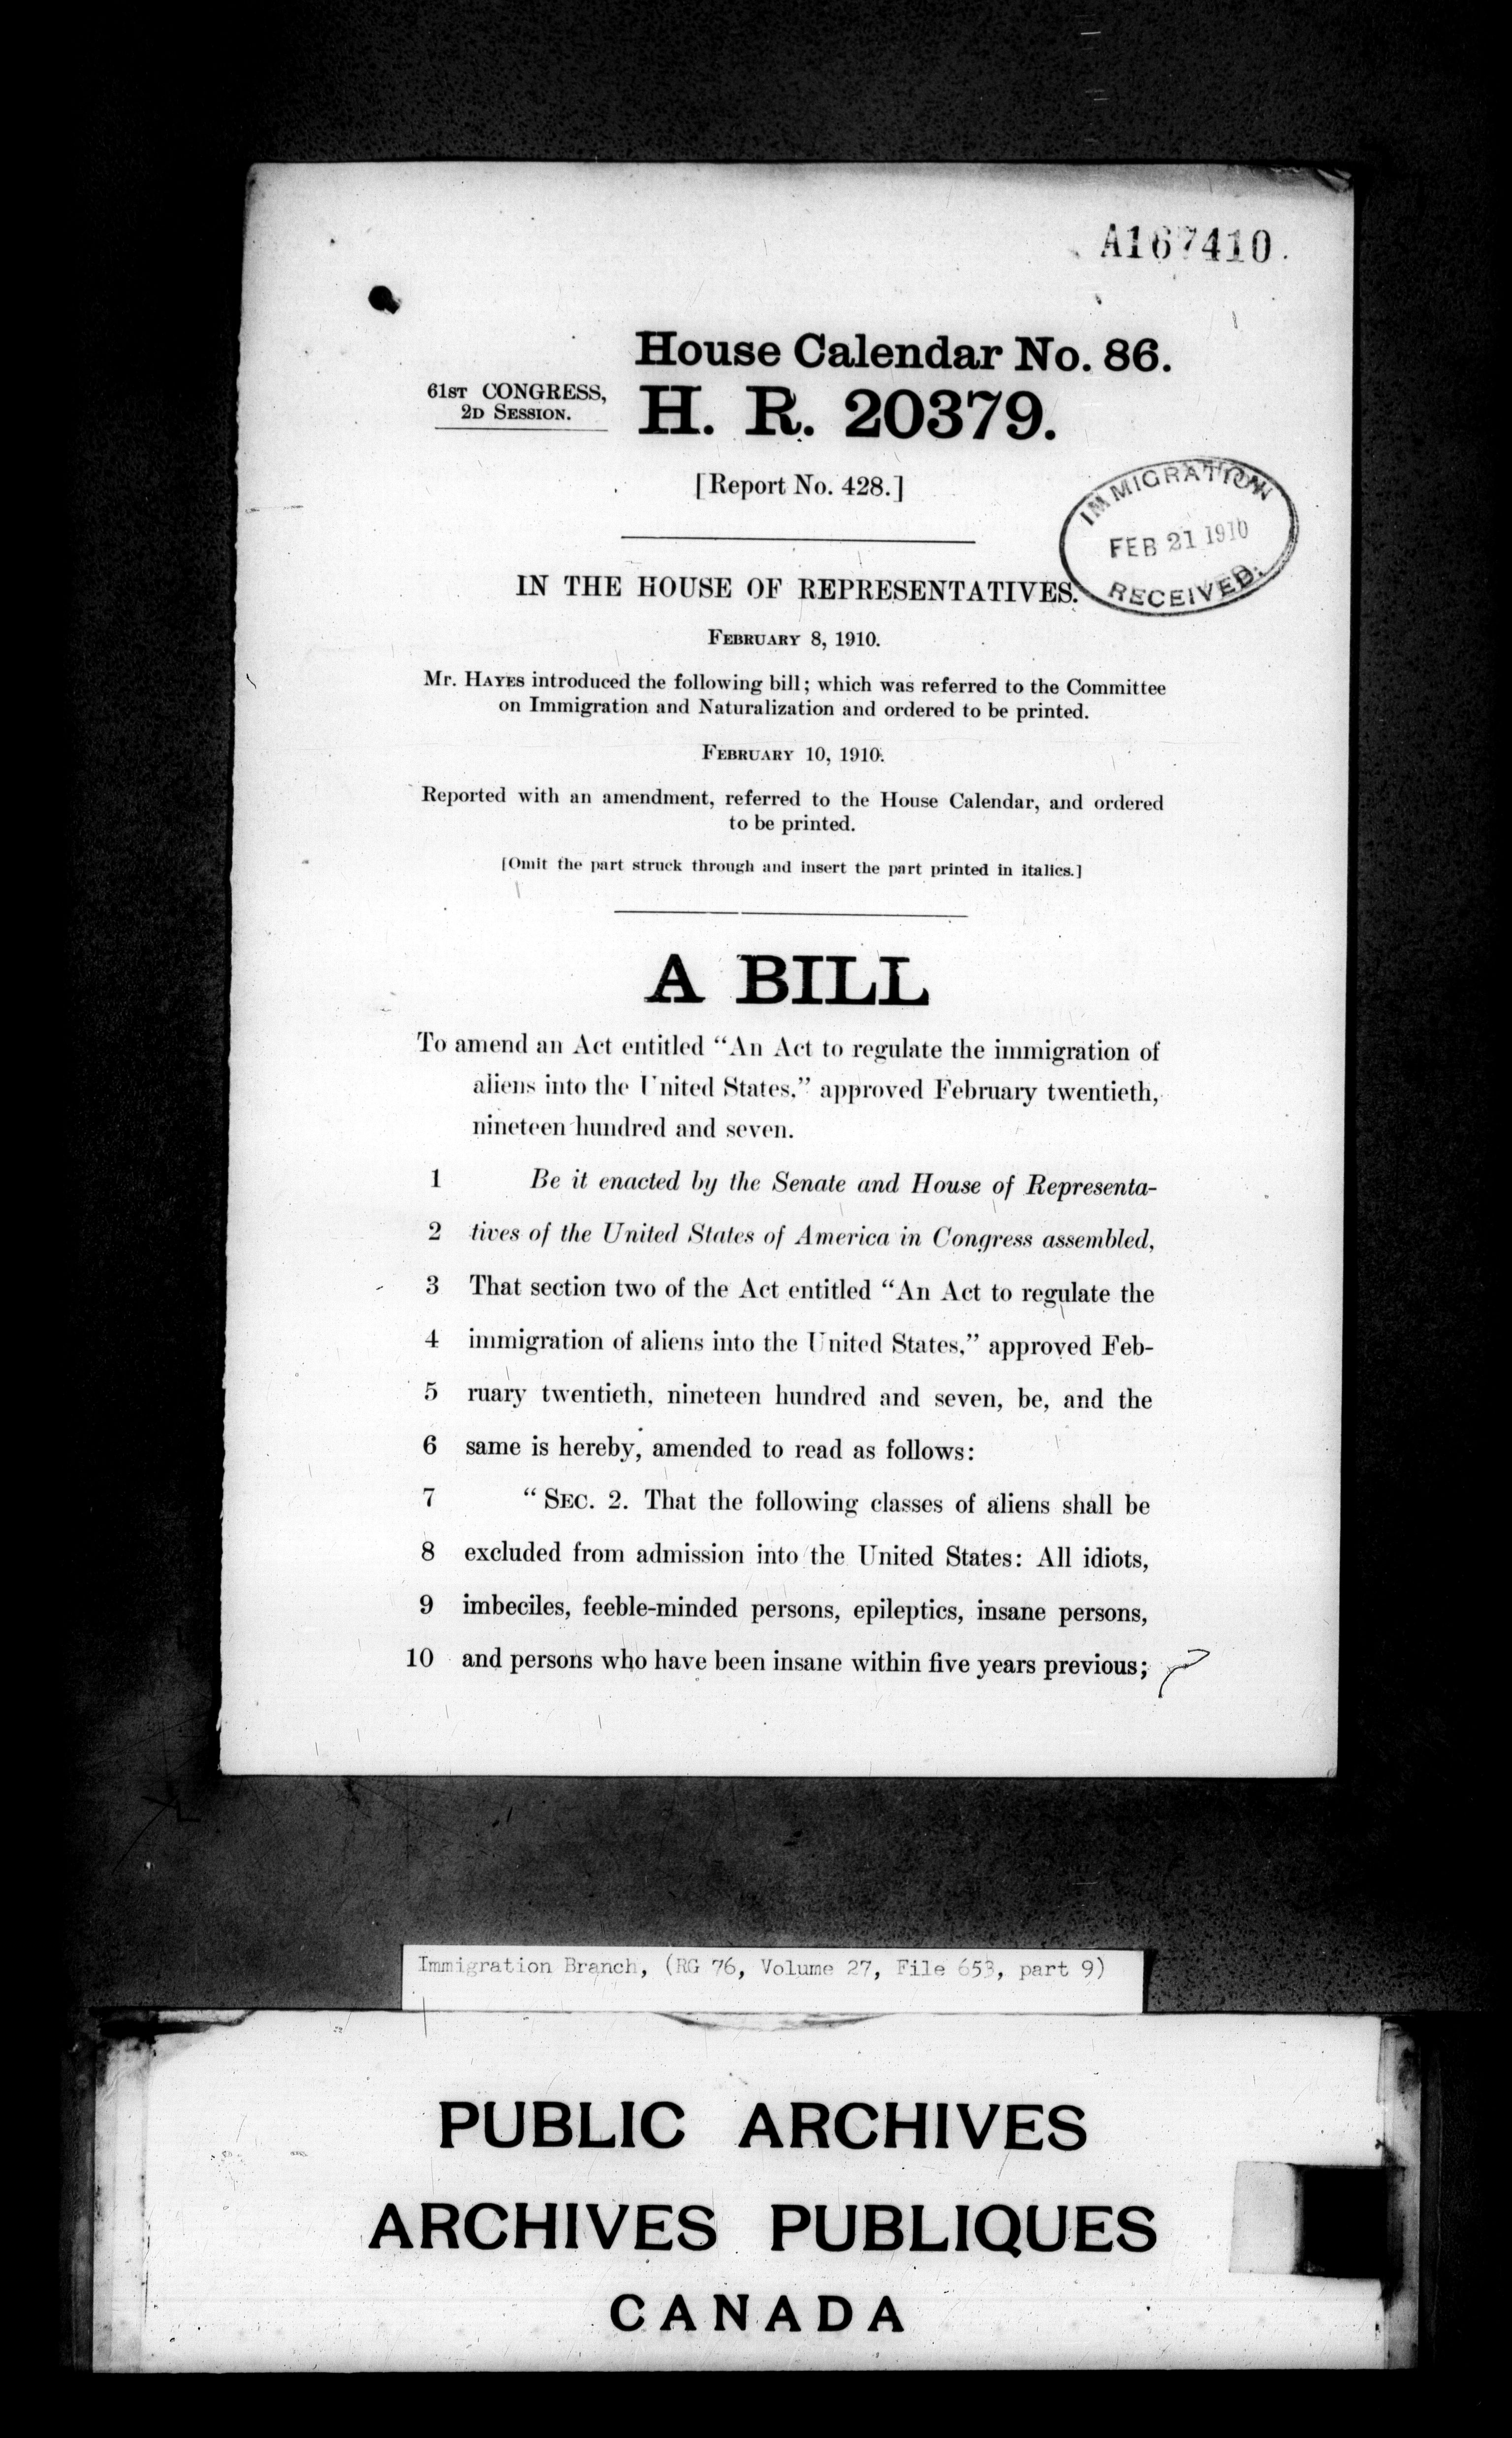 A167410.
House Calendar No. 86.
61ST CONGRESS,
2D SESSION.
H. R. 20379.
[Report No. 428.]
IMMIGRATION
FEB 21 1910
RECEIVED.
IN THE HOUSE OF REPRESENTATIVES.
FEBRUARY 8, 1910.
Mr. HAYES introduced the following bill; which was referred to the Committee
on Immigration and Naturalization and ordered to be printed.
FEBRUARY 10, 1910.
Reported with an amendment, referred to the House Calendar, and ordered
to be printed.
[Omit the part struck through and insert the part printed in italics.]
A BILL
To amend an Act entitled “An Act to regulate the immigration of
aliens into the United States,” approved February twentieth,
nineteen hundred and seven.
1 Be it enacted by the Senate and House of Representa-
2 tives of the United States of America in Congress assembled,
3 That section two of the Act entitled “An Act to regulate the
4 immigration of aliens into the United States,” approved Feb-
5 ruary twentieth, nineteen hundred and seven, be, and the
6 same is hereby, amended to read as follows:
7 “SEC. 2. That the following classes of aliens shall be
8 excluded from admission into the United States: All idiots,
9 imbeciles, feeble-minded persons, epileptics, insane persons,
10 and persons who have been insane within five years previous;
Immigration Branch, (RG 76, Volume 27, File 653, part 9)
PUBLIC ARCHIVES
ARCHIVES PUBLIQUES
CANADA